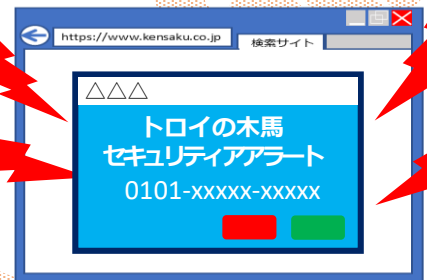 https://www.kensaku.co.jp
検索サイト
△△△
トロイの木馬
セキュリティアアラート
0101-xxxxx-xxxxx